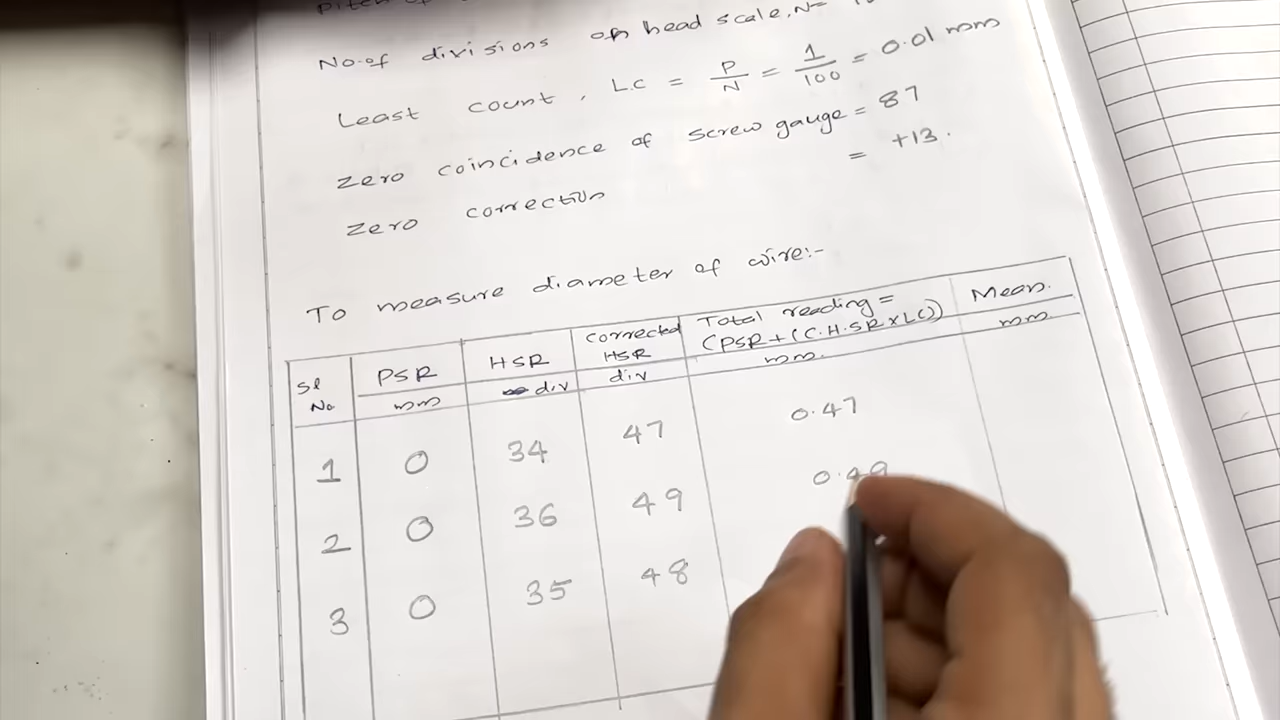 No.of divisions on head scale, N=
Least count, L.C = P/N = 1/100 = 0.01 mm
Zero coincidence of screw gauge = 87
Zero correction = +13.
To measure diameter of wire:-
Sl No | PSR mm | HSR div | corrected HSR div | Total reading = (PSR+(C.H.SR×LC)) mm. | Mean. mm.
1 | 0 | 34 | 47 | 0.47
2 | 0 | 36 | 49 | 0.49
3 | 0 | 35 | 48